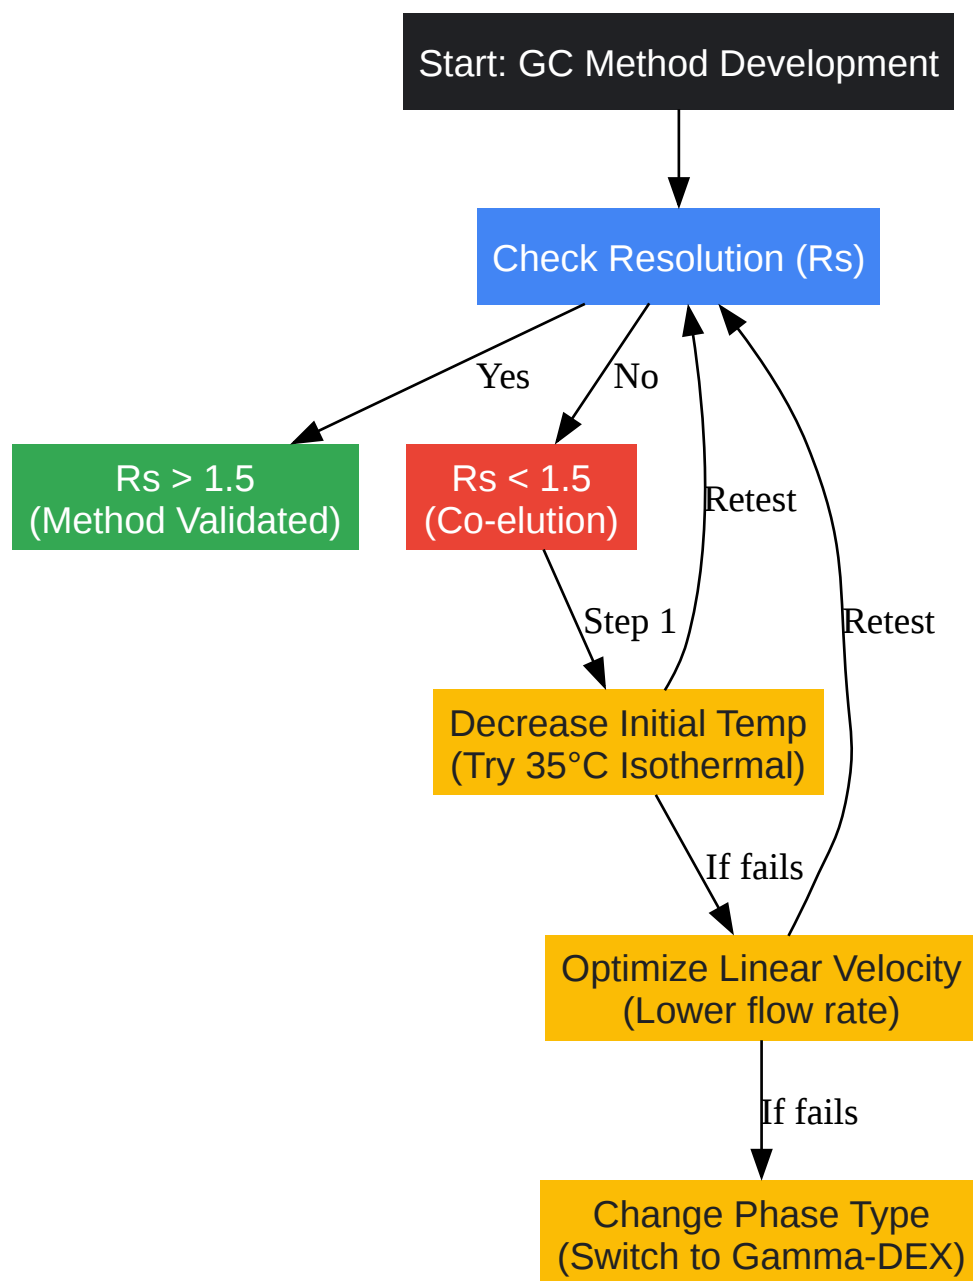 Start: GC Method Development
Check Resolution (Rs)
Yes
No
Rs > 1.5
(Method Validated)
Rs < 1.5
(Co-elution)
Retest
Step 1
Retest
Decrease Initial Temp
(Try 35°C Isothermal)
If fails
Optimize Linear Velocity
(Lower flow rate)
If fails
Change Phase Type
(Switch to Gamma-DEX)